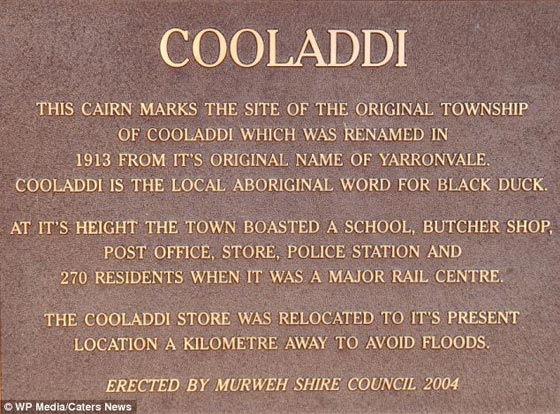 COOLADDI
THIS CAIRN MARKS THE SITE OF THE ORIGINAL TOWNSHIP
OF COOLADDI WHICH WAS RENAMED IN
1913 FROM IT'S ORIGINAL NAME OF YARRONVALE.
COOLADDI IS THE LOCAL ABORIGINAL WORD FOR BLACK DUCK.
AT IT'S HEIGHT THE TOWN BOASTED A SCHOOL, BUTCHER SHOP,
POST OFFICE, STORE, POLICE STATION AND
270 RESIDENTS WHEN IT WAS A MAJOR RAIL CENTRE.
THE COOLADDI STORE WAS RELOCATED TO IT'S PRESENT
LOCATION A KILOMETRE AWAY TO AVOID FLOODS.
ERECTED BY MURWEH SHIRE COUNCIL 2004
© WP Media/Caters News